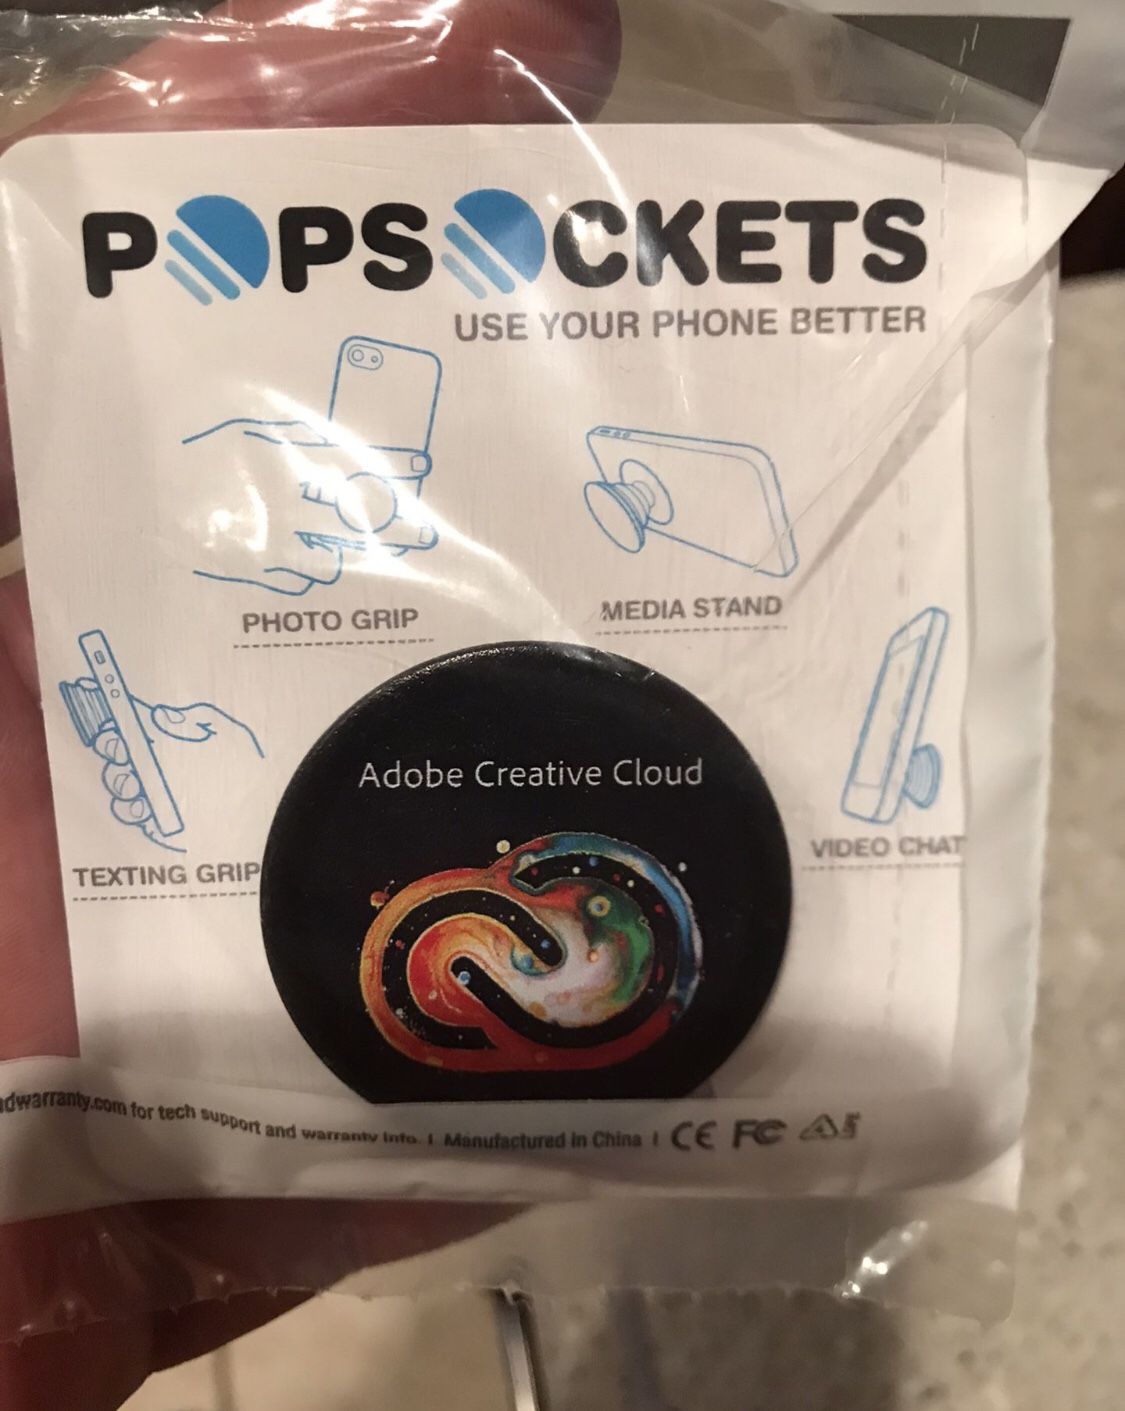 POPSOCKETS
USE YOUR PHONE BETTER
PHOTO GRIP
MEDIA STAND
TEXTING GRIP
VIDEO CHAT
Adobe Creative Cloud
dwarranty.com for tech support and warranty info. | Manufactured in China | CE FC